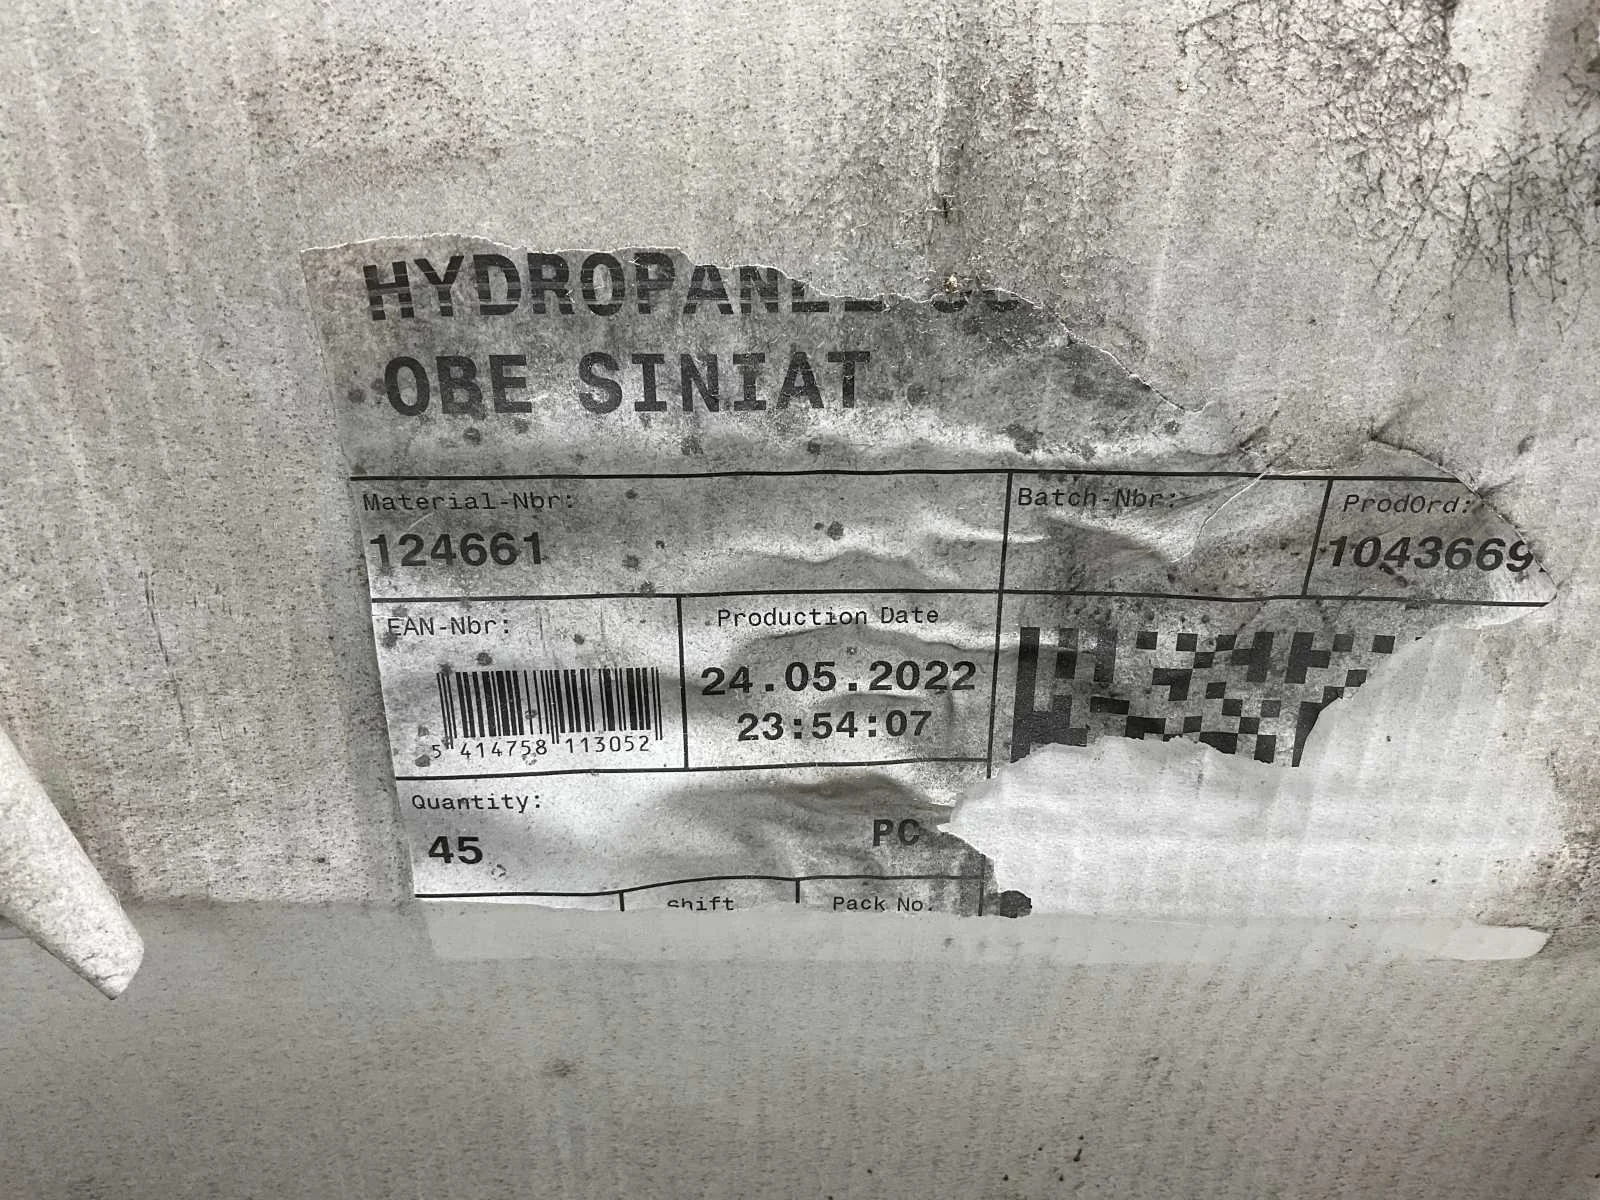 HYDROPANEL
OBE SINIAT
Material-Nbr:
124661
Batch-Nbr:
ProdOrd:
1043669
EAN-Nbr:
5 414758 113052
Production Date
24.05.2022
23:54:07
Quantity:
45 PC
shift
Pack No.